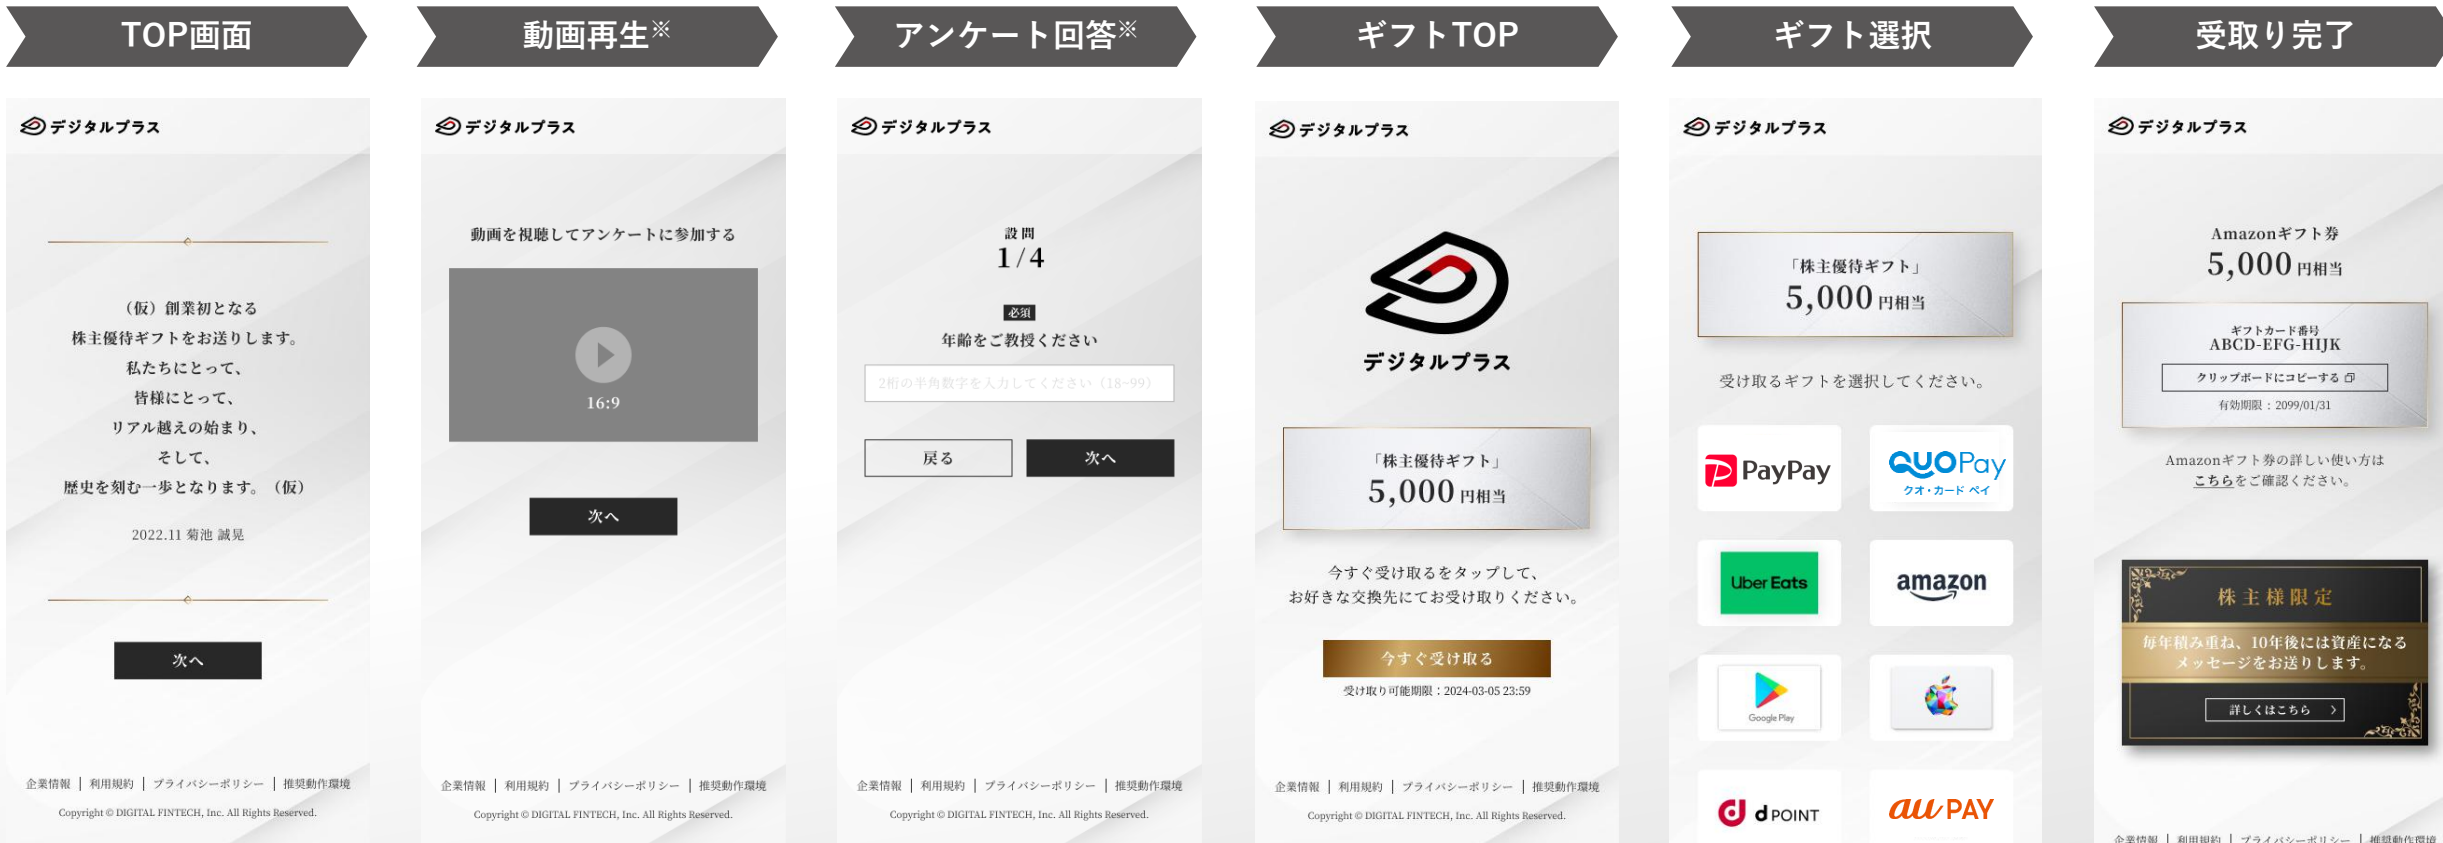 TOP画面
動画再生※
アンケート回答※
ギフトTOP
ギフト選択
受取り完了
デジタルプラス
（仮）創業初となる
株主優待ギフトをお送りします。
私たちにとって、
皆様にとって、
リアル越えの始まり、
そして、
歴史を刻む一歩となります。（仮）
2022.11 菊池 誠晃
次へ
企業情報 | 利用規約 | プライバシーポリシー | 推奨動作環境
Copyright © DIGITAL FINTECH, Inc. All Rights Reserved.
デジタルプラス
動画を視聴してアンケートに参加する
16:9
次へ
企業情報 | 利用規約 | プライバシーポリシー | 推奨動作環境
Copyright © DIGITAL FINTECH, Inc. All Rights Reserved.
デジタルプラス
設問
1/4
必須
年齢をご教授ください
2桁の半角数字を入力してください（18~99）
戻る
次へ
企業情報 | 利用規約 | プライバシーポリシー | 推奨動作環境
Copyright © DIGITAL FINTECH, Inc. All Rights Reserved.
デジタルプラス
デジタルプラス
「株主優待ギフト」
5,000 円相当
今すぐ受け取るをタップして、
お好きな交換先にてお受け取りください。
今すぐ受け取る
受け取り可能期限：2024-03-05 23:59
企業情報 | 利用規約 | プライバシーポリシー | 推奨動作環境
Copyright © DIGITAL FINTECH, Inc. All Rights Reserved.
デジタルプラス
「株主優待ギフト」
5,000 円相当
受け取るギフトを選択してください。
PayPay
QUOPay
クオ・カード ペイ
Uber Eats
amazon
Google Play
d POINT
au PAY
デジタルプラス
Amazonギフト券
5,000 円相当
ギフトカード番号
ABCD-EFG-HIJK
クリップボードにコピーする
有効期限：2099/01/31
Amazonギフト券の詳しい使い方は
こちらをご確認ください。
株主様限定
毎年積み重ね、10年後には資産になる
メッセージをお送りします。
詳しくはこちら
企業情報 | 利用規約 | プライバシーポリシー | 推奨動作環境